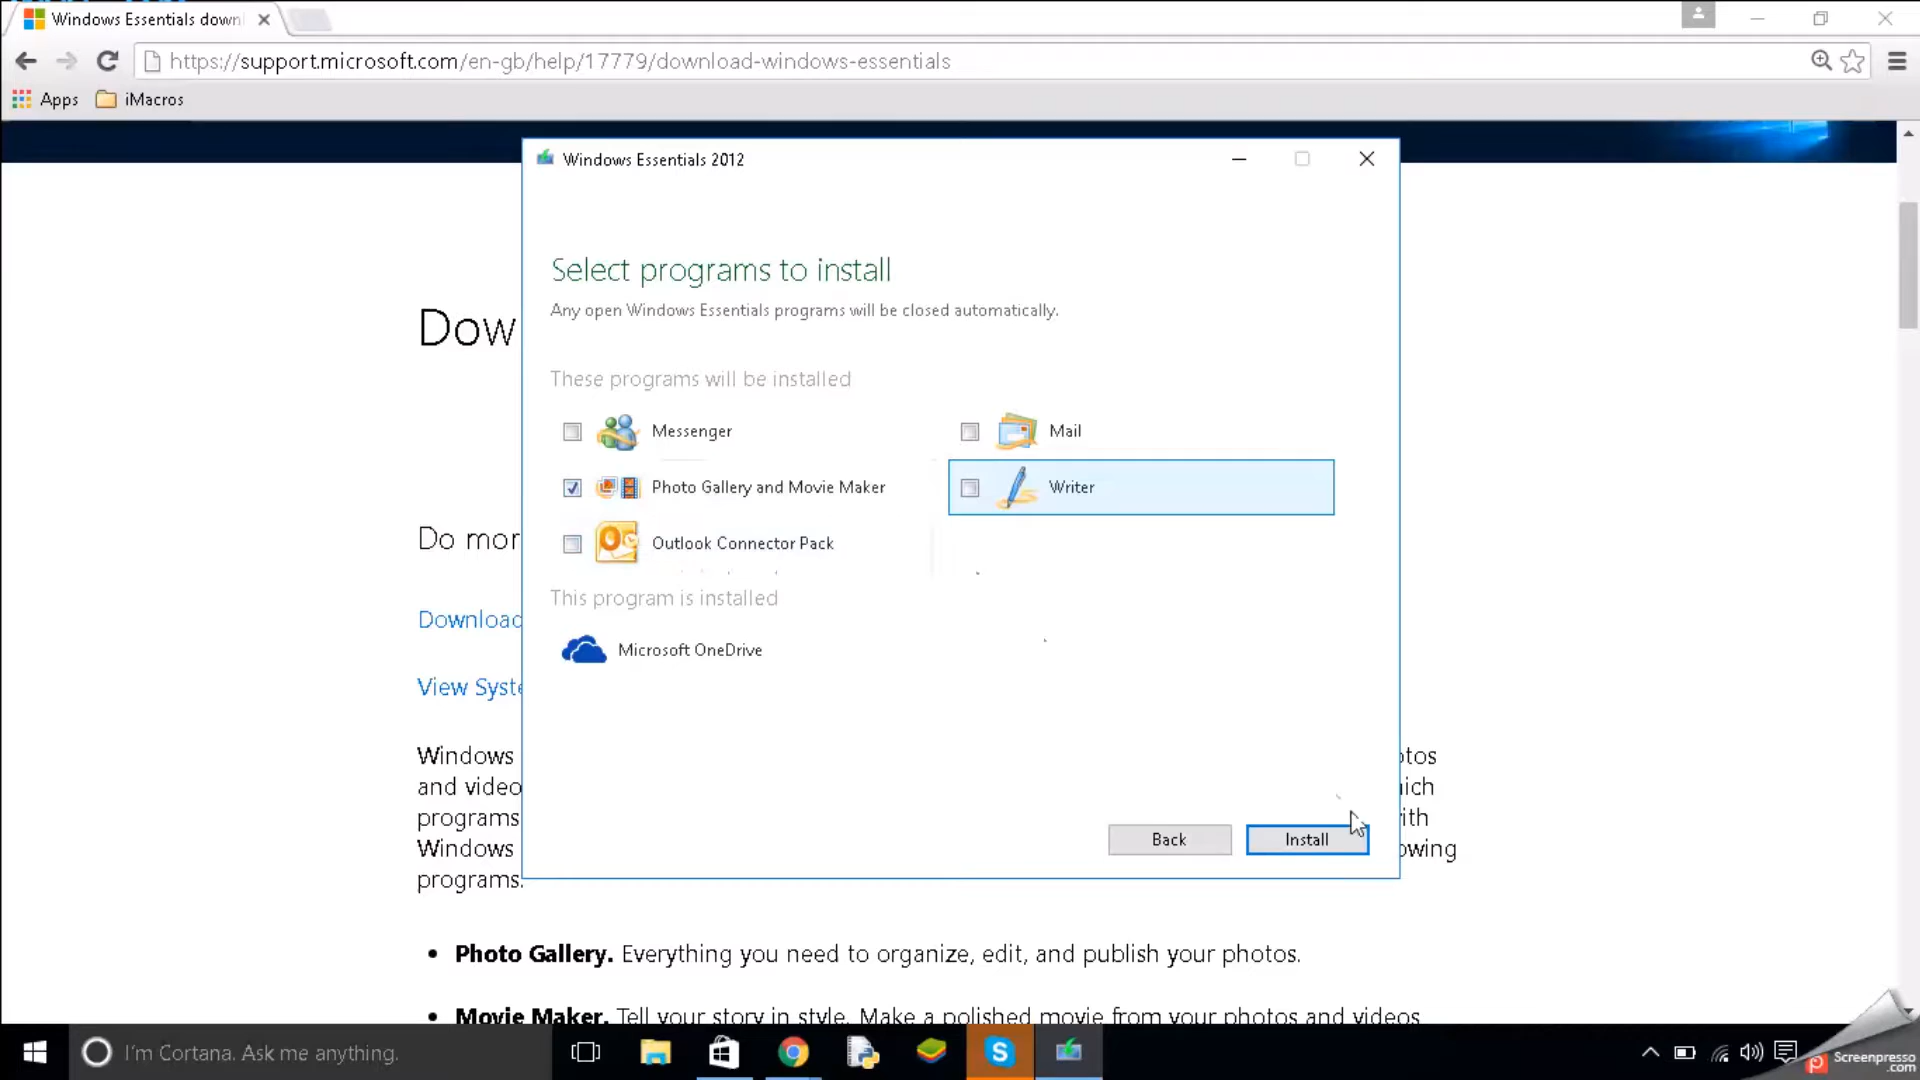 Windows Essentials down
https://support.microsoft.com/en-gb/help/17779/download-windows-essentials
Apps
iMacros
Windows Essentials 2012
Select programs to install
Any open Windows Essentials programs will be closed automatically.
These programs will be installed
Messenger
Mail
Photo Gallery and Movie Maker
Writer
Outlook Connector Pack
This program is installed
Microsoft OneDrive
Back
Install
Dow
Do mor
Download
View Syste
Windows
otos
and video
ich
programs
ith
Windows
owing
programs.
• Photo Gallery. Everything you need to organize, edit, and publish your photos.
• Movie Maker. Tell your story in style. Make a polished movie from your photos and videos
I'm Cortana. Ask me anything.
Screenpresso
.com